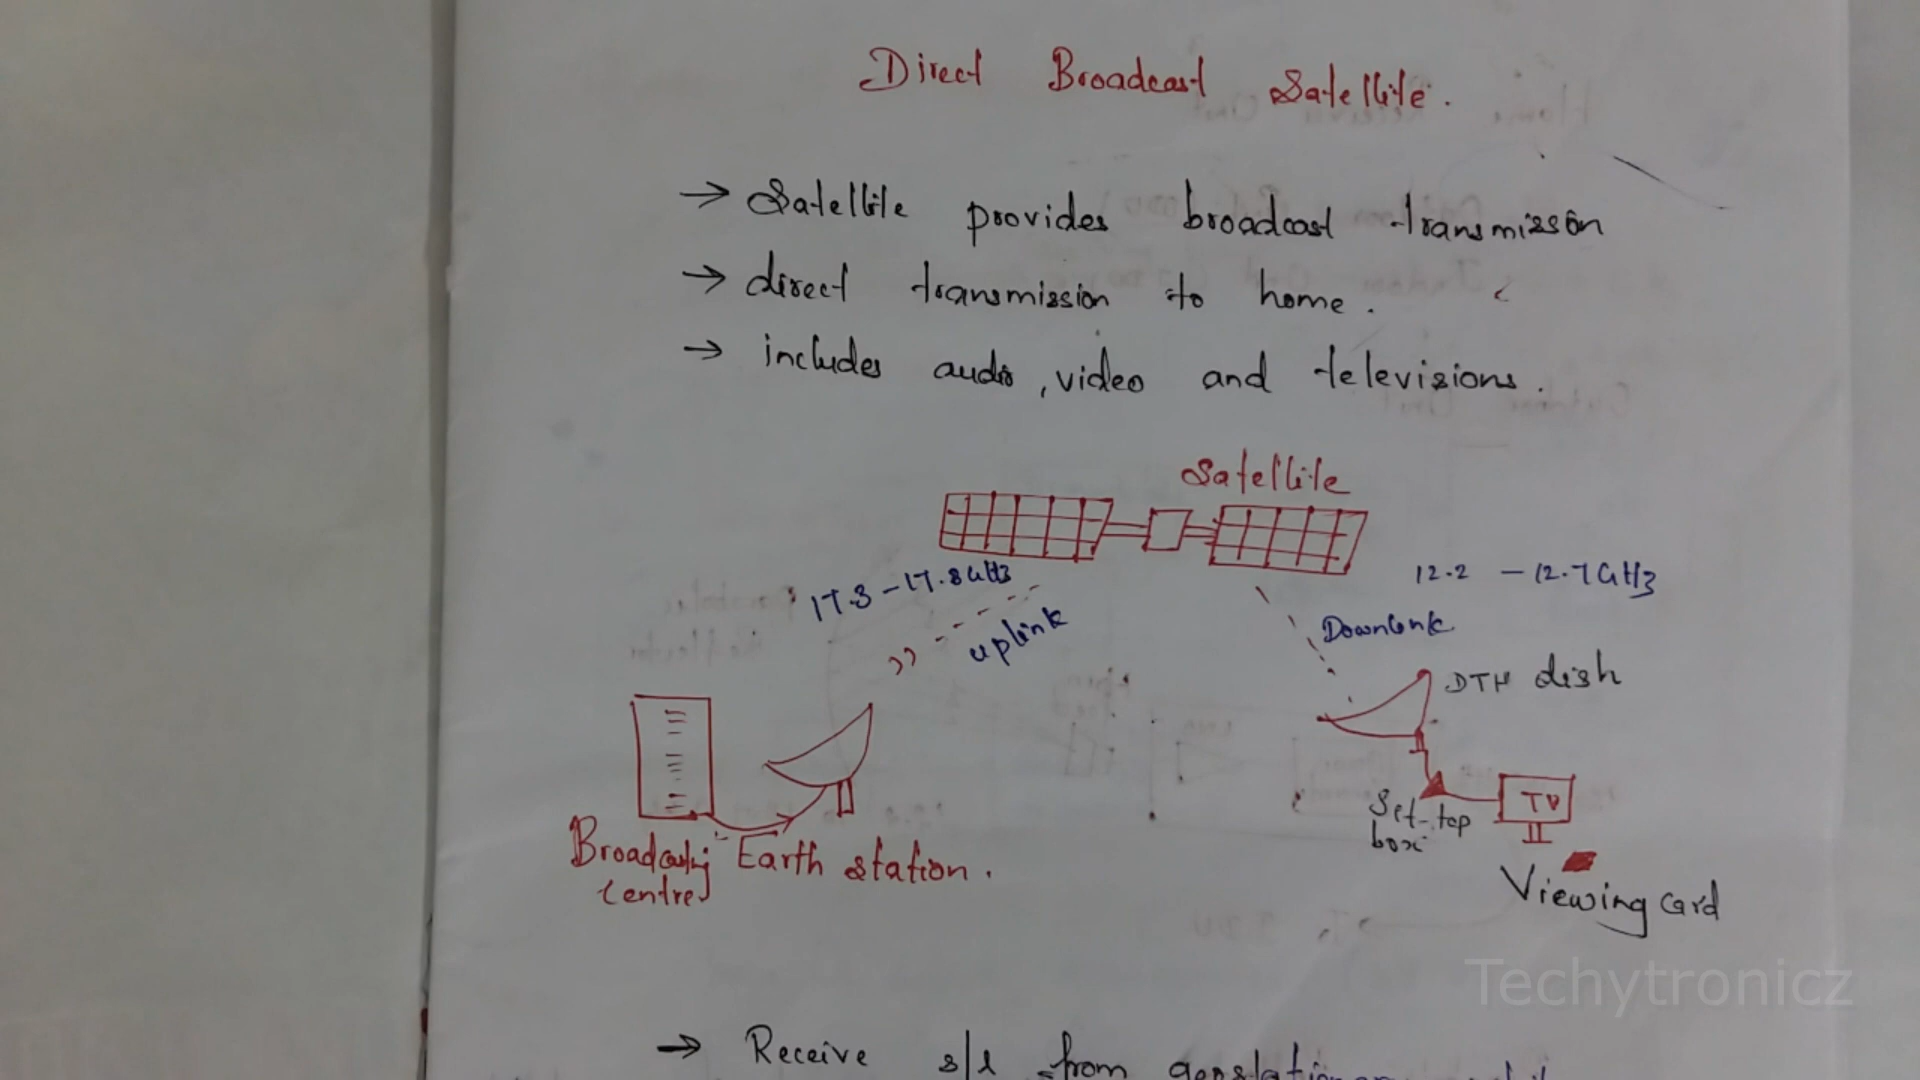 Direct Broadcast Satellite.
→ Satellite provides broadcast transmission
→ direct transmission to home.
→ includes audio, video and televisions.
Satellite
17.3 - 17.8 GHz
uplink
12.2 - 12.7 GHz
Downlink
DTH dish
Set-top
box
TV
Viewing card
Broadcasting
centre
Earth station.
Techytronicz
→ Receive s/l from